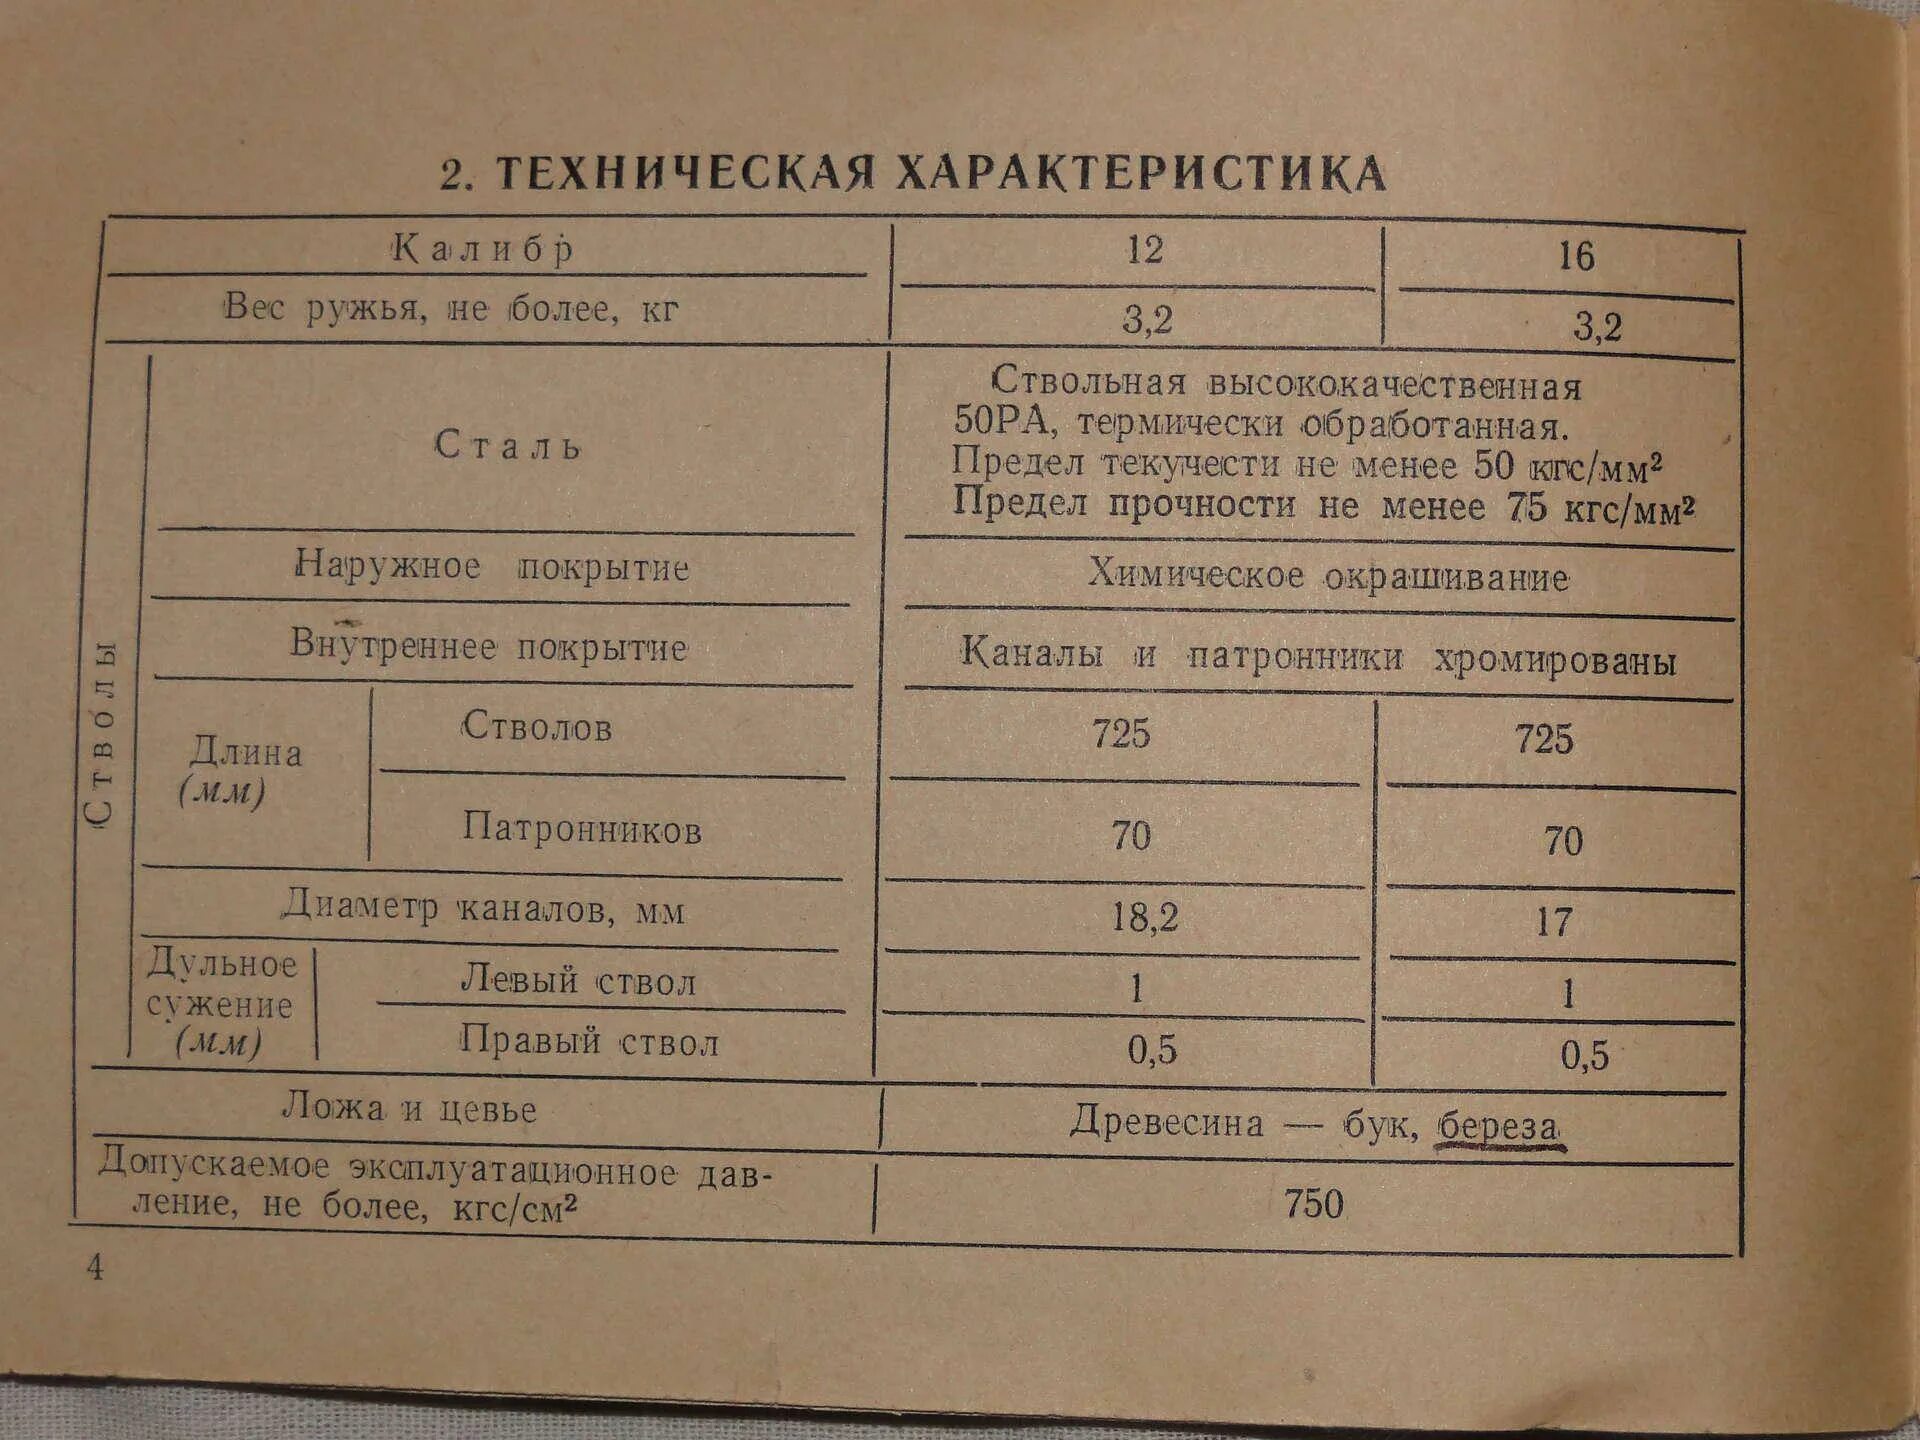 2. ТЕХНИЧЕСКАЯ ХАРАКТЕРИСТИКА
Калибр 12 16
Вес ружья, не более, кг 3,2 3,2
Стволы
Сталь
Ствольная высококачественная
50РА, термически обработанная.
Предел текучести не менее 50 кгс/мм²
Предел прочности не менее 75 кгс/мм²
Наружное покрытие Химическое окрашивание
Внутреннее покрытие Каналы и патронники хромированы
Длина
(мм)
Стволов 725 725
Патронников 70 70
Диаметр каналов, мм 18,2 17
Дульное
сужение
(мм)
Левый ствол 1 1
Правый ствол 0,5 0,5
Ложа и цевье Древесина — бук, береза
Допускаемое эксплуатационное дав-
ление, не более, кгс/см² 750
4